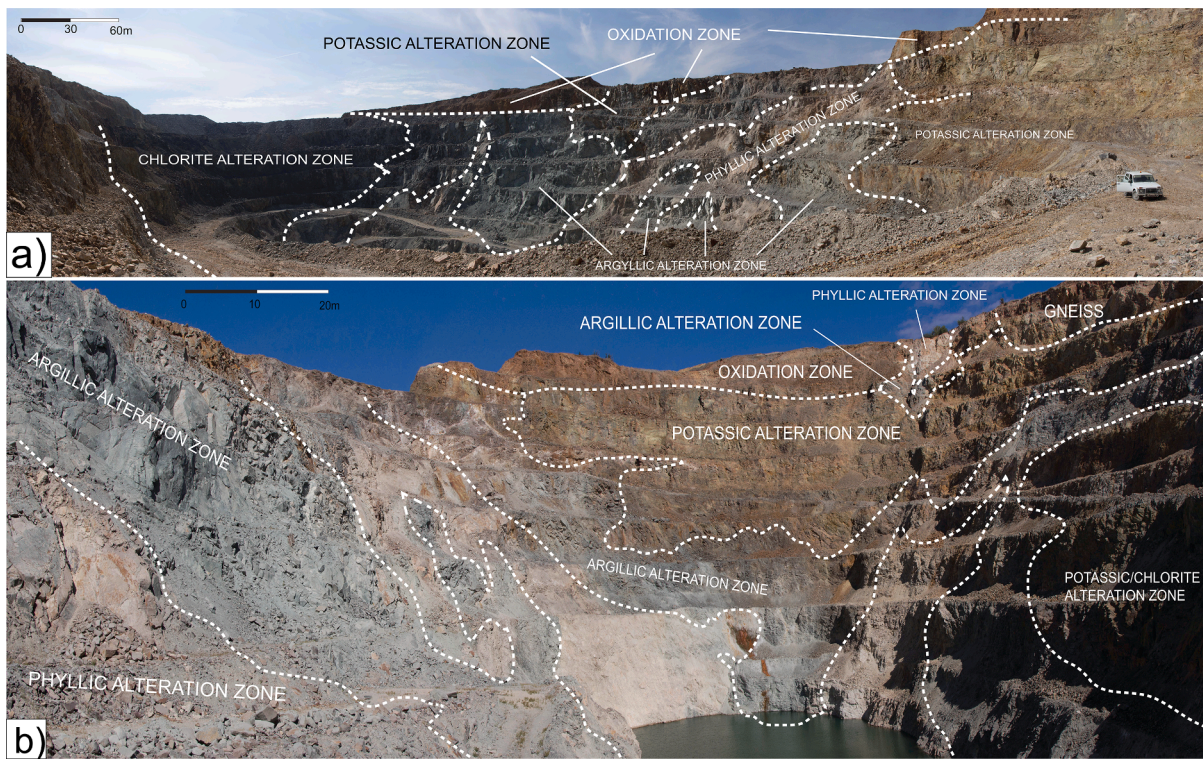 0 30 60m
POTASSIC ALTERATION ZONE
OXIDATION ZONE
CHLORITE ALTERATION ZONE
PHYLLIC ALTERATION ZONE
POTASSIC ALTERATION ZONE
ARGYLLIC ALTERATION ZONE
a)
0 10 20m
PHYLLIC ALTERATION ZONE
ARGILLIC ALTERATION ZONE
GNEISS
OXIDATION ZONE
ARGILLIC ALTERATION ZONE
POTASSIC ALTERATION ZONE
ARGILLIC ALTERATION ZONE
POTASSIC/CHLORITE
ALTERATION ZONE
PHYLLIC ALTERATION ZONE
b)